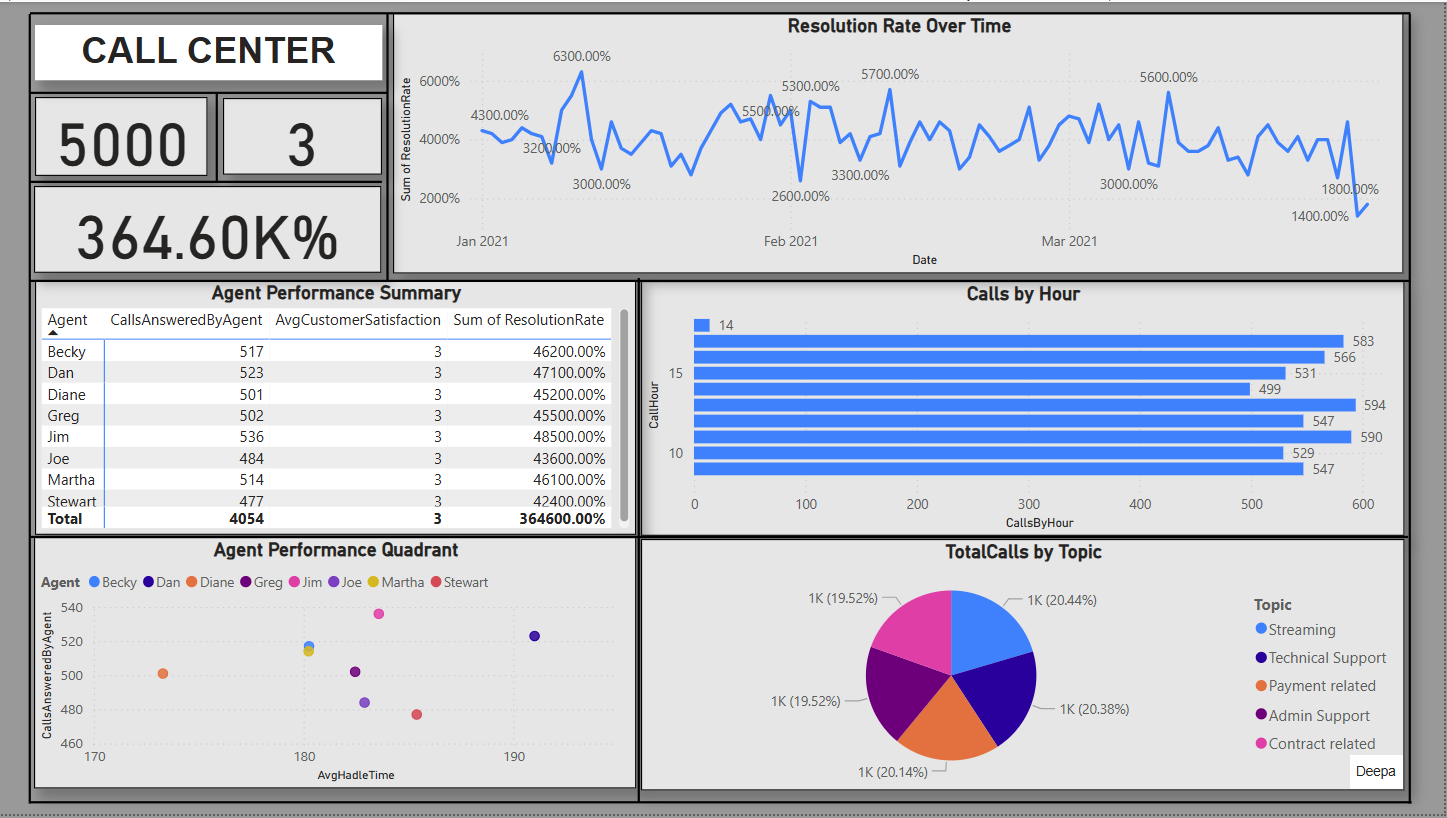 CALL CENTER
5000
3
364.60K%
Resolution Rate Over Time
Sum of ResolutionRate
6000%
4000%
2000%
4300.00%
3200.00%
6300.00%
3000.00%
5500.00%
5300.00%
2600.00%
3300.00%
5700.00%
3000.00%
5600.00%
1800.00%
1400.00%
Jan 2021
Feb 2021
Mar 2021
Date
Agent Performance Summary
Agent CallsAnsweredByAgent AvgCustomerSatisfaction Sum of ResolutionRate
Becky 517 3 46200.00%
Dan 523 3 47100.00%
Diane 501 3 45200.00%
Greg 502 3 45500.00%
Jim 536 3 48500.00%
Joe 484 3 43600.00%
Martha 514 3 46100.00%
Stewart 477 3 42400.00%
Total 4054 3 364600.00%
Calls by Hour
CallHour
15
10
14
583
566
531
499
594
547
590
529
547
0 100 200 300 400 500 600
CallsByHour
Agent Performance Quadrant
Agent Becky Dan Diane Greg Jim Joe Martha Stewart
CallsAnsweredByAgent
540
520
500
480
460
170 180 190
AvgHadleTime
TotalCalls by Topic
1K (19.52%)
1K (20.44%)
1K (19.52%)
1K (20.38%)
1K (20.14%)
Topic
Streaming
Technical Support
Payment related
Admin Support
Contract related
Deepa